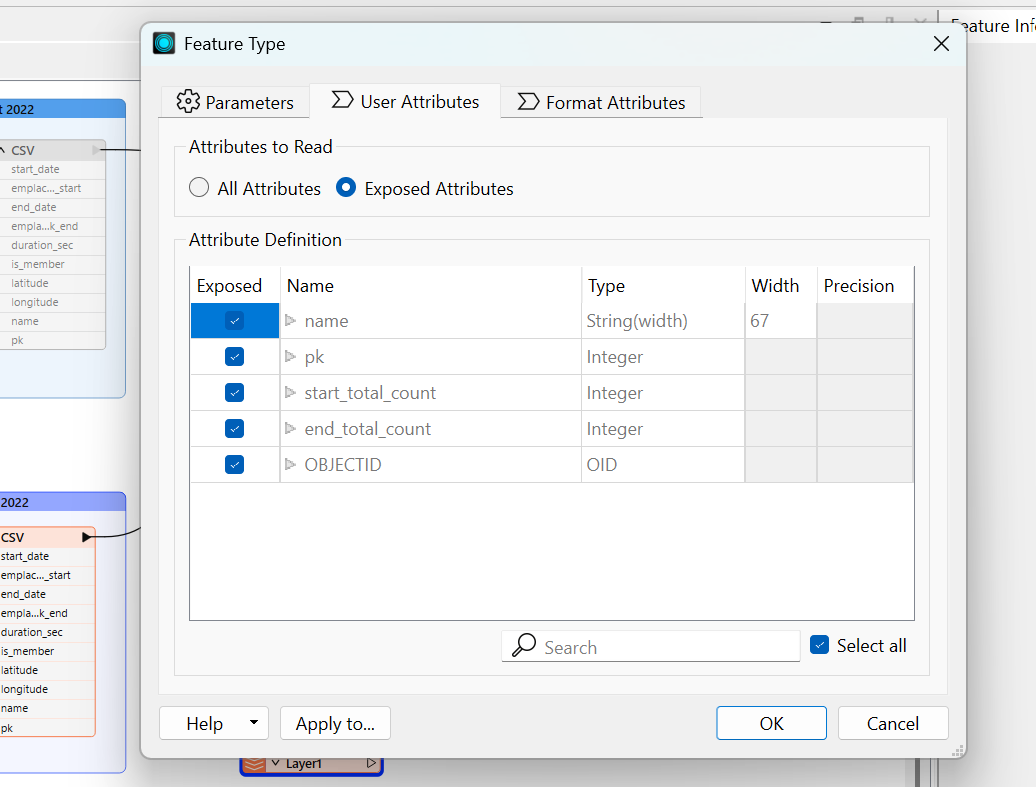 Feature Info
Feature Type
Parameters
User Attributes
Format Attributes
Attributes to Read
All Attributes
Exposed Attributes
Attribute Definition
Exposed Name Type Width Precision
name String(width) 67
pk Integer
start_total_count Integer
end_total_count Integer
OBJECTID OID
Search
Select all
Help
Apply to...
OK
Cancel
2022
CSV
start_date
emplac..._start
end_date
empla...k_end
duration_sec
is_member
latitude
longitude
name
pk
2022
CSV
start_date
emplac..._start
end_date
empla...k_end
duration_sec
is_member
latitude
longitude
name
pk
Layer1